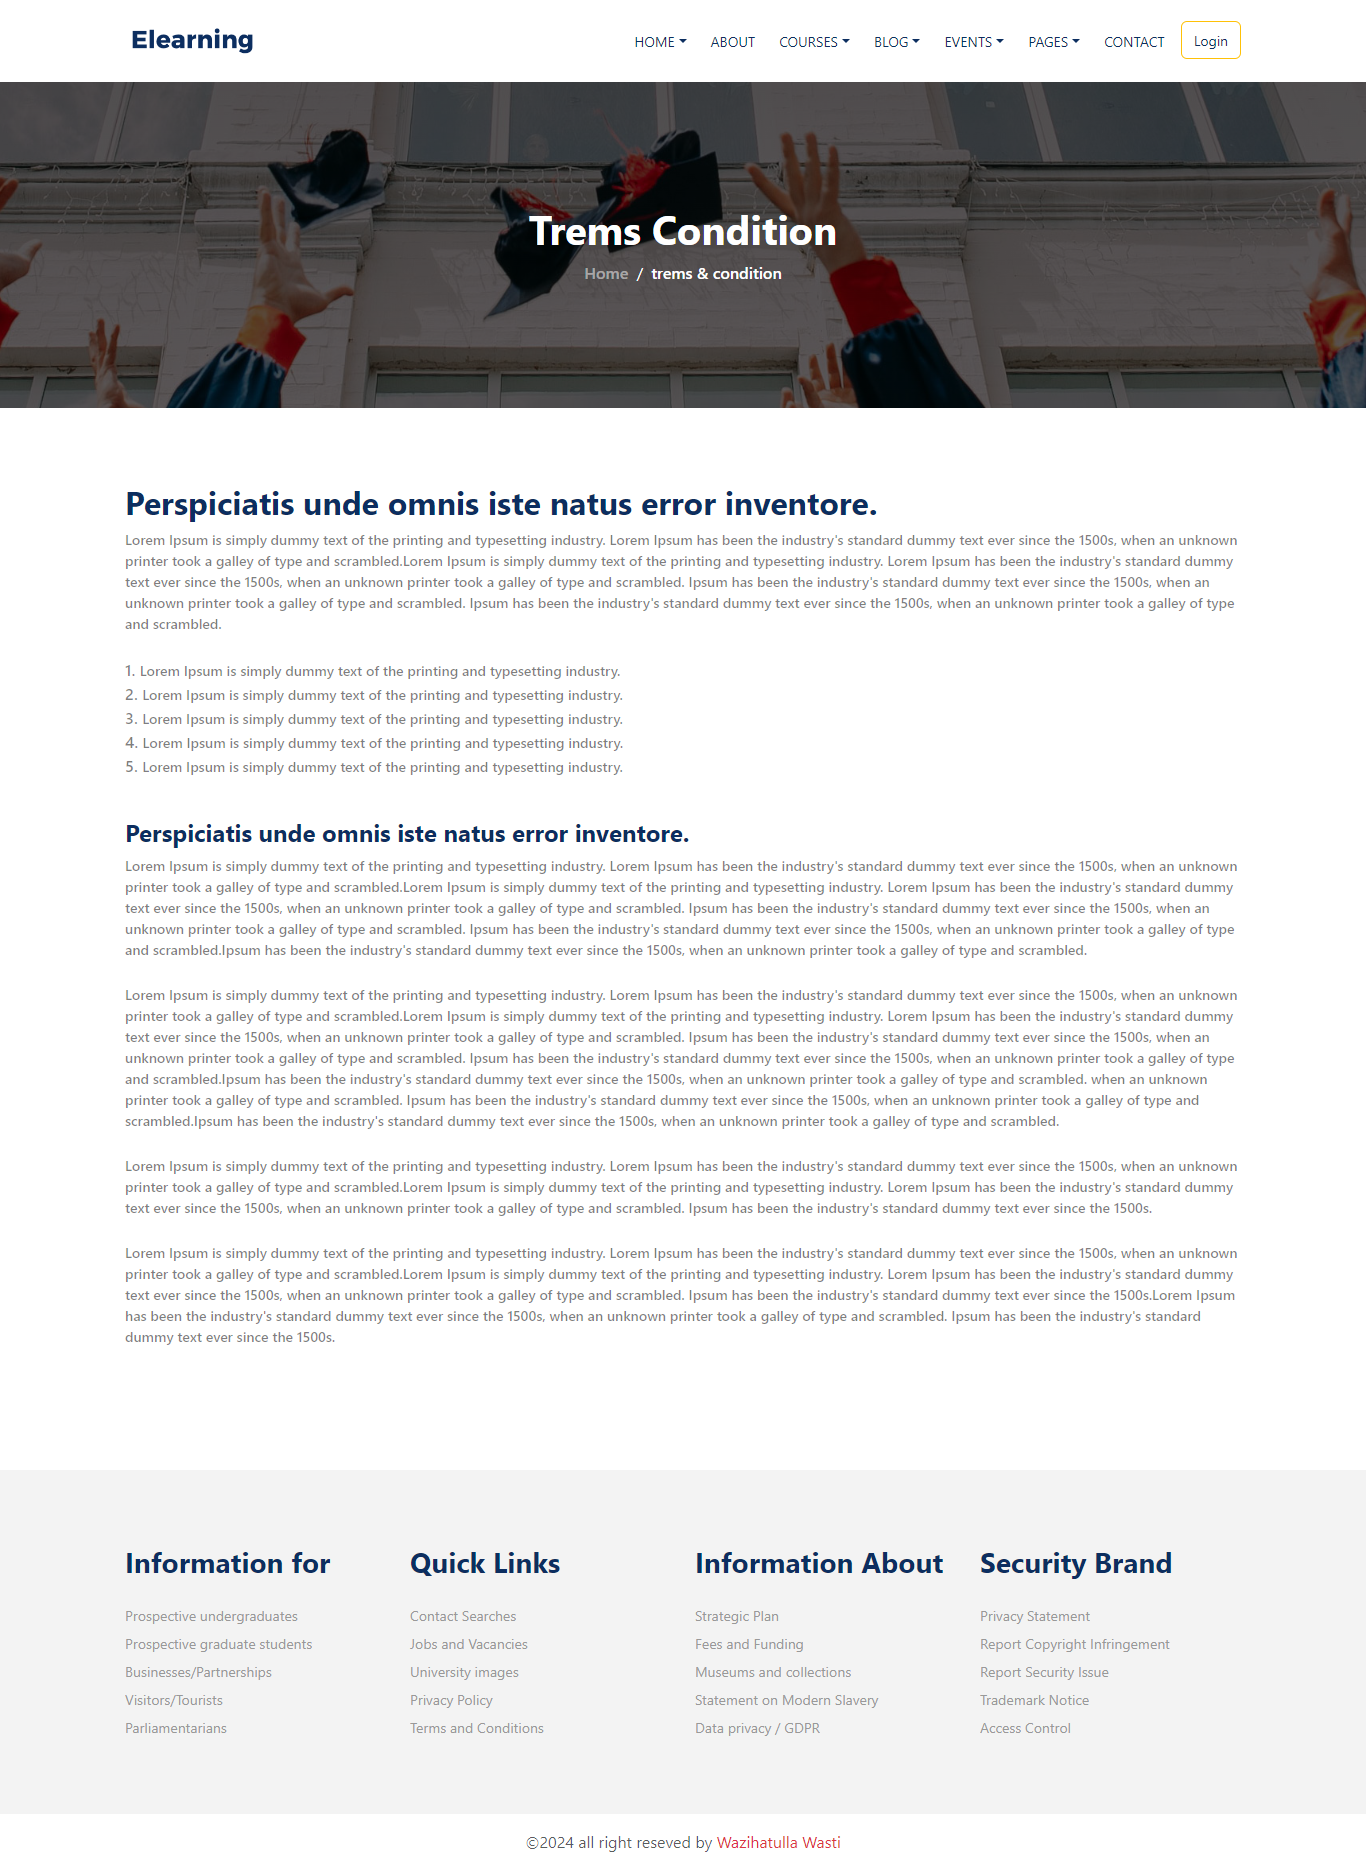 Elearning
HOME ABOUT COURSES BLOG EVENTS PAGES CONTACT Login
Trems Condition
Home / trems & condition
Perspiciatis unde omnis iste natus error inventore.
Lorem Ipsum is simply dummy text of the printing and typesetting industry. Lorem Ipsum has been the industry's standard dummy text ever since the 1500s, when an unknown
printer took a galley of type and scrambled.Lorem Ipsum is simply dummy text of the printing and typesetting industry. Lorem Ipsum has been the industry's standard dummy
text ever since the 1500s, when an unknown printer took a galley of type and scrambled. Ipsum has been the industry's standard dummy text ever since the 1500s, when an
unknown printer took a galley of type and scrambled. Ipsum has been the industry's standard dummy text ever since the 1500s, when an unknown printer took a galley of type
and scrambled.
1. Lorem Ipsum is simply dummy text of the printing and typesetting industry.
2. Lorem Ipsum is simply dummy text of the printing and typesetting industry.
3. Lorem Ipsum is simply dummy text of the printing and typesetting industry.
4. Lorem Ipsum is simply dummy text of the printing and typesetting industry.
5. Lorem Ipsum is simply dummy text of the printing and typesetting industry.
Perspiciatis unde omnis iste natus error inventore.
Lorem Ipsum is simply dummy text of the printing and typesetting industry. Lorem Ipsum has been the industry's standard dummy text ever since the 1500s, when an unknown
printer took a galley of type and scrambled.Lorem Ipsum is simply dummy text of the printing and typesetting industry. Lorem Ipsum has been the industry's standard dummy
text ever since the 1500s, when an unknown printer took a galley of type and scrambled. Ipsum has been the industry's standard dummy text ever since the 1500s, when an
unknown printer took a galley of type and scrambled. Ipsum has been the industry's standard dummy text ever since the 1500s, when an unknown printer took a galley of type
and scrambled.Ipsum has been the industry's standard dummy text ever since the 1500s, when an unknown printer took a galley of type and scrambled.
Lorem Ipsum is simply dummy text of the printing and typesetting industry. Lorem Ipsum has been the industry's standard dummy text ever since the 1500s, when an unknown
printer took a galley of type and scrambled.Lorem Ipsum is simply dummy text of the printing and typesetting industry. Lorem Ipsum has been the industry's standard dummy
text ever since the 1500s, when an unknown printer took a galley of type and scrambled. Ipsum has been the industry's standard dummy text ever since the 1500s, when an
unknown printer took a galley of type and scrambled. Ipsum has been the industry's standard dummy text ever since the 1500s, when an unknown printer took a galley of type
and scrambled.Ipsum has been the industry's standard dummy text ever since the 1500s, when an unknown printer took a galley of type and scrambled. when an unknown
printer took a galley of type and scrambled. Ipsum has been the industry's standard dummy text ever since the 1500s, when an unknown printer took a galley of type and
scrambled.Ipsum has been the industry's standard dummy text ever since the 1500s, when an unknown printer took a galley of type and scrambled.
Lorem Ipsum is simply dummy text of the printing and typesetting industry. Lorem Ipsum has been the industry's standard dummy text ever since the 1500s, when an unknown
printer took a galley of type and scrambled.Lorem Ipsum is simply dummy text of the printing and typesetting industry. Lorem Ipsum has been the industry's standard dummy
text ever since the 1500s, when an unknown printer took a galley of type and scrambled. Ipsum has been the industry's standard dummy text ever since the 1500s.
Lorem Ipsum is simply dummy text of the printing and typesetting industry. Lorem Ipsum has been the industry's standard dummy text ever since the 1500s, when an unknown
printer took a galley of type and scrambled.Lorem Ipsum is simply dummy text of the printing and typesetting industry. Lorem Ipsum has been the industry's standard dummy
text ever since the 1500s, when an unknown printer took a galley of type and scrambled. Ipsum has been the industry's standard dummy text ever since the 1500s.Lorem Ipsum
has been the industry's standard dummy text ever since the 1500s, when an unknown printer took a galley of type and scrambled. Ipsum has been the industry's standard
dummy text ever since the 1500s.
Information for
Prospective undergraduates
Prospective graduate students
Businesses/Partnerships
Visitors/Tourists
Parliamentarians
Quick Links
Contact Searches
Jobs and Vacancies
University images
Privacy Policy
Terms and Conditions
Information About
Strategic Plan
Fees and Funding
Museums and collections
Statement on Modern Slavery
Data privacy / GDPR
Security Brand
Privacy Statement
Report Copyright Infringement
Report Security Issue
Trademark Notice
Access Control
©2024 all right reseved by Wazihatulla Wasti